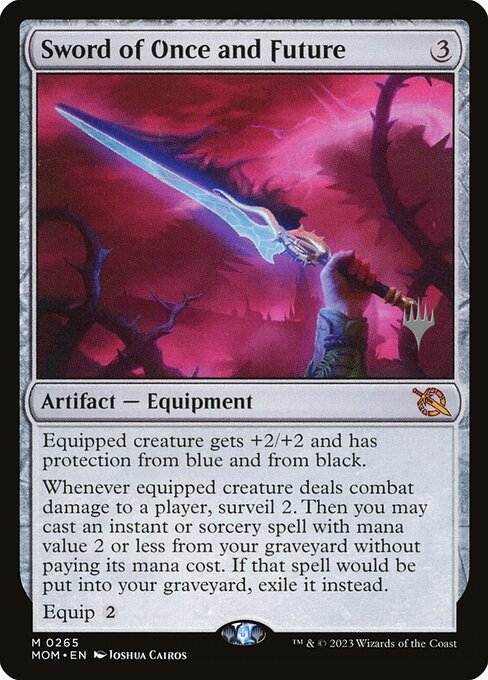 Sword of Once and Future 3
Artifact — Equipment
Equipped creature gets +2/+2 and has
protection from blue and from black.
Whenever equipped creature deals combat
damage to a player, surveil 2. Then you may
cast an instant or sorcery spell with mana
value 2 or less from your graveyard without
paying its mana cost. If that spell would be
put into your graveyard, exile it instead.
Equip 2
M 0265
MOM • EN Joshua Cairos
™ & © 2023 Wizards of the Coast